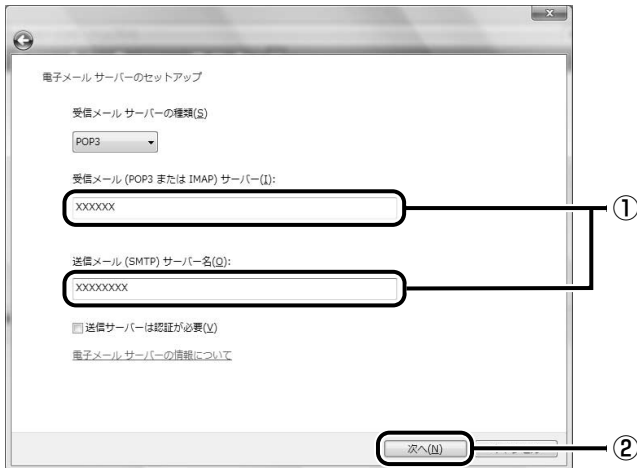 電子メール サーバーのセットアップ
受信メール サーバーの種類(S)
POP3
受信メール (POP3 または IMAP) サーバー(I):
XXXXXX
①
送信メール (SMTP) サーバー名(O):
XXXXXXXX
送信サーバーは認証が必要(V)
電子メール サーバーの情報について
次へ(N)
②